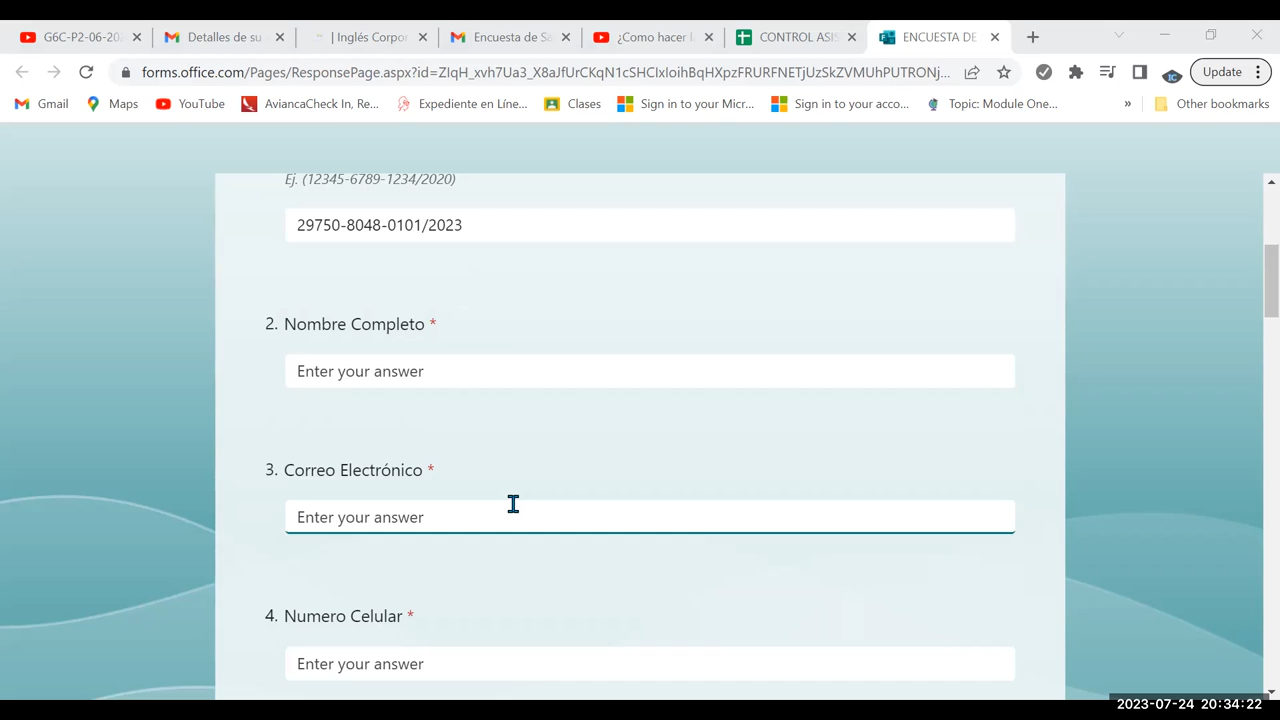 G6C-P2-06-202
Detalles de su
| Inglés Corpor
Encuesta de Sa
¿Como hacer l
CONTROL ASIS
ENCUESTA DE
forms.office.com/Pages/ResponsePage.aspx?id=ZIqH_xvh7Ua3_X8aJfUrCKqN1cSHCIxIoihBqHXpzFRURFNETjUzSkZVMUhPUTRONj...
Update
Gmail
Maps
YouTube
AviancaCheck In, Re...
Expediente en Líne...
Clases
Sign in to your Micr...
Sign in to your acco...
Topic: Module One...
»
Other bookmarks
Ej. (12345-6789-1234/2020)
29750-8048-0101/2023
2. Nombre Completo *
Enter your answer
3. Correo Electrónico *
Enter your answer
4. Numero Celular *
Enter your answer
2023-07-24 20:34:22